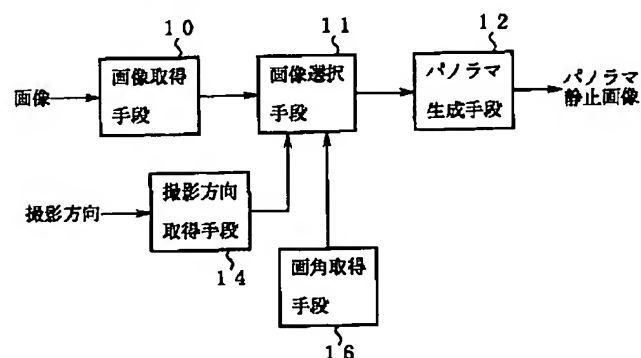 10
11
12
画像
画像取得
手段
画像選択
手段
パノラマ
生成手段
パノラマ
静止画像
撮影方向
撮影方向
取得手段
14
画角取得
手段
16